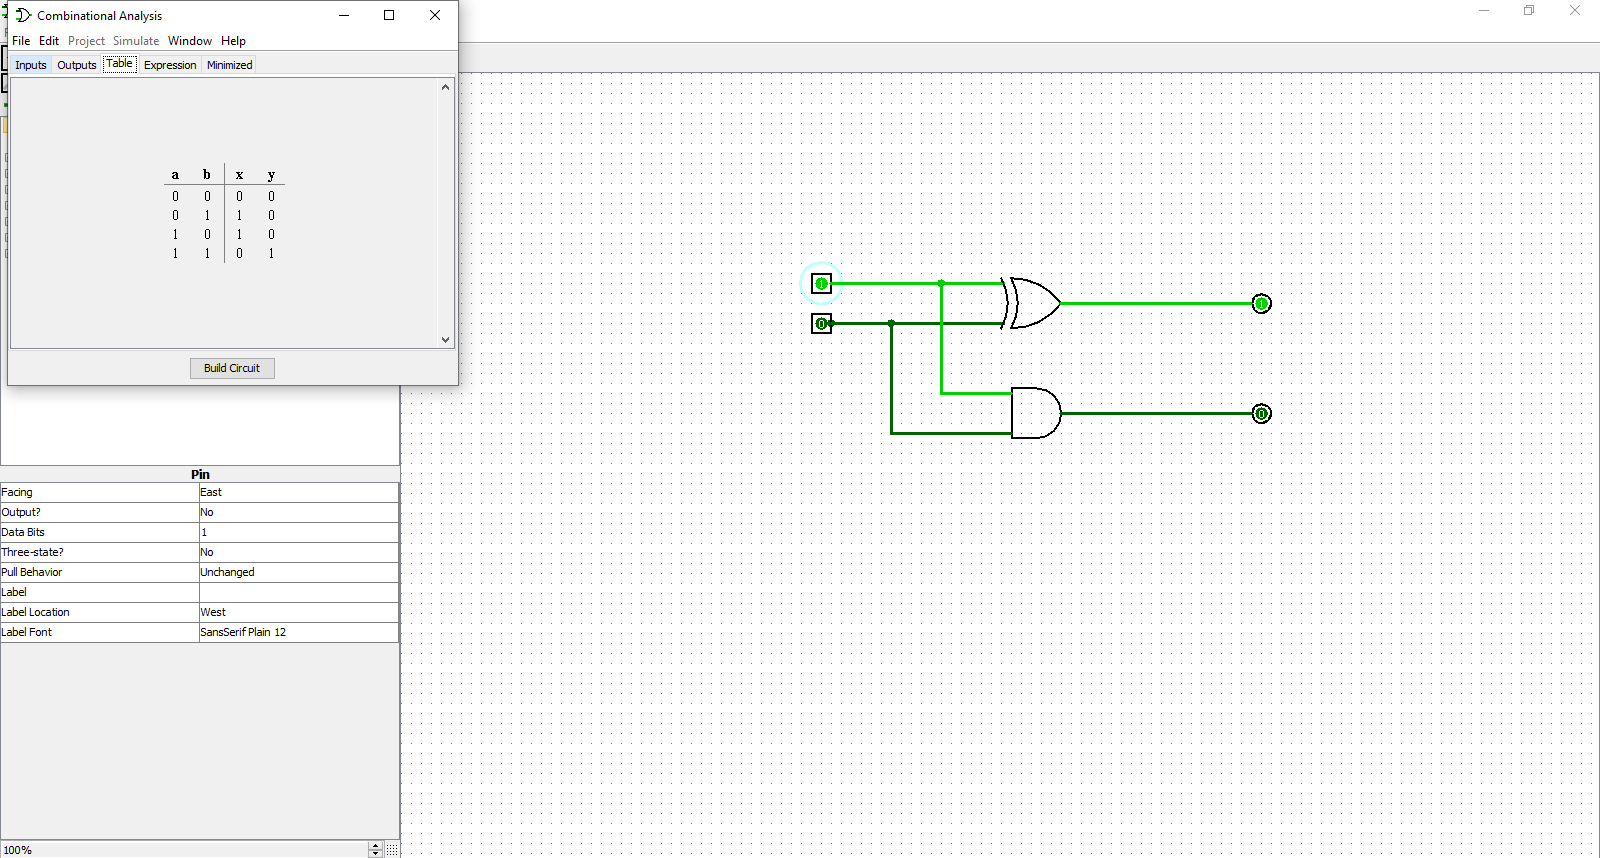 Combinational Analysis
File Edit Project Simulate Window Help
Inputs Outputs Table Expression Minimized
a b x y
0 0 0 0
0 1 1 0
1 0 1 0
1 1 0 1
Build Circuit
1
0
1
0
Pin
Facing East
Output? No
Data Bits 1
Three-state? No
Pull Behavior Unchanged
Label
Label Location West
Label Font SansSerif Plain 12
100%